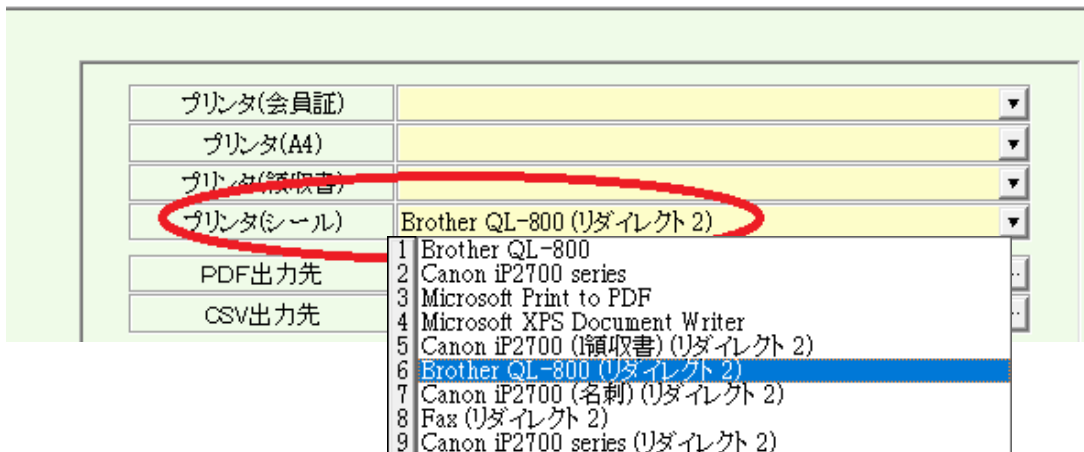 プリンタ(会員証)
プリンタ(A4)
プリンタ(領収書)
プリンタ(シール) Brother QL-800 (リダイレクト 2)
PDF出力先
CSV出力先
1 Brother QL-800
2 Canon iP2700 series
3 Microsoft Print to PDF
4 Microsoft XPS Document Writer
5 Canon iP2700 (l領収書) (リダイレクト 2)
6 Brother QL-800 (リダイレクト 2)
7 Canon iP2700 (名刺) (リダイレクト 2)
8 Fax (リダイレクト 2)
9 Canon iP2700 series (リダイレクト 2)